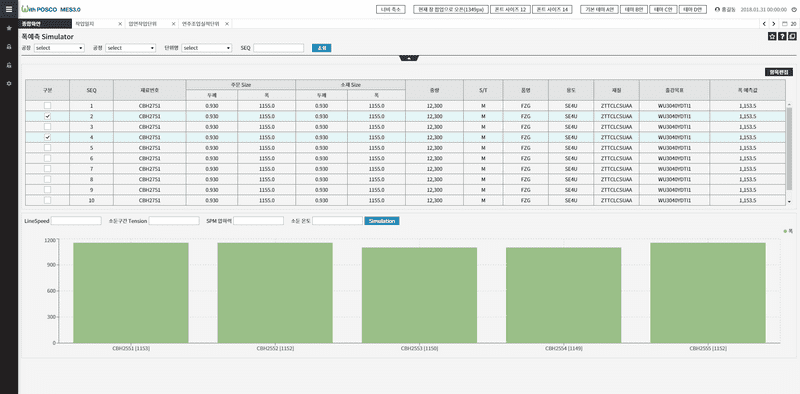 With POSCO MES3.0
나비 축소 현재 창 팝업으로 오픈(1349px) 폰트 사이즈 12 폰트 사이즈 14 기본 테마 A안 테마 B안 테마 C안 테마 D안 홍길동 2018.01.31 00:00:00
종합화면 작업일지 압연작업단위 연주조업실적단위 20
폭예측 Simulator
공장 select 공정 select 단위명 select SEQ 조회
항목편집
구분 SEQ 재료번호 주문 Size 소재 Size 중량 S/T 품명 용도 재질 출강목표 폭 예측값
두께 폭 두께 폭
1 CBH2751 0.930 1155.0 0.930 1155.0 12,300 M FZG SE4U ZTTCLCSUAA WU3040YDTI1 1,153.5
2 CBH2751 0.930 1155.0 0.930 1155.0 12,300 M FZG SE4U ZTTCLCSUAA WU3040YDTI1 1,153.5
3 CBH2751 0.930 1155.0 0.930 1155.0 12,300 M FZG SE4U ZTTCLCSUAA WU3040YDTI1 1,153.5
4 CBH2751 0.930 1155.0 0.930 1155.0 12,300 M FZG SE4U ZTTCLCSUAA WU3040YDTI1 1,153.5
5 CBH2751 0.930 1155.0 0.930 1155.0 12,300 M FZG SE4U ZTTCLCSUAA WU3040YDTI1 1,153.5
6 CBH2751 0.930 1155.0 0.930 1155.0 12,300 M FZG SE4U ZTTCLCSUAA WU3040YDTI1 1,153.5
7 CBH2751 0.930 1155.0 0.930 1155.0 12,300 M FZG SE4U ZTTCLCSUAA WU3040YDTI1 1,153.5
8 CBH2751 0.930 1155.0 0.930 1155.0 12,300 M FZG SE4U ZTTCLCSUAA WU3040YDTI1 1,153.5
9 CBH2751 0.930 1155.0 0.930 1155.0 12,300 M FZG SE4U ZTTCLCSUAA WU3040YDTI1 1,153.5
10 CBH2751 0.930 1155.0 0.930 1155.0 12,300 M FZG SE4U ZTTCLCSUAA WU3040YDTI1 1,153.5
LineSpeed 소둔구간 Tension SPM 압하력 소둔 온도 Simulation
폭
1200
900
600
300
0
CBH2551 [1153] CBH2552 [1152] CBH2553 [1150] CBH2554 [1149] CBH2555 [1152]